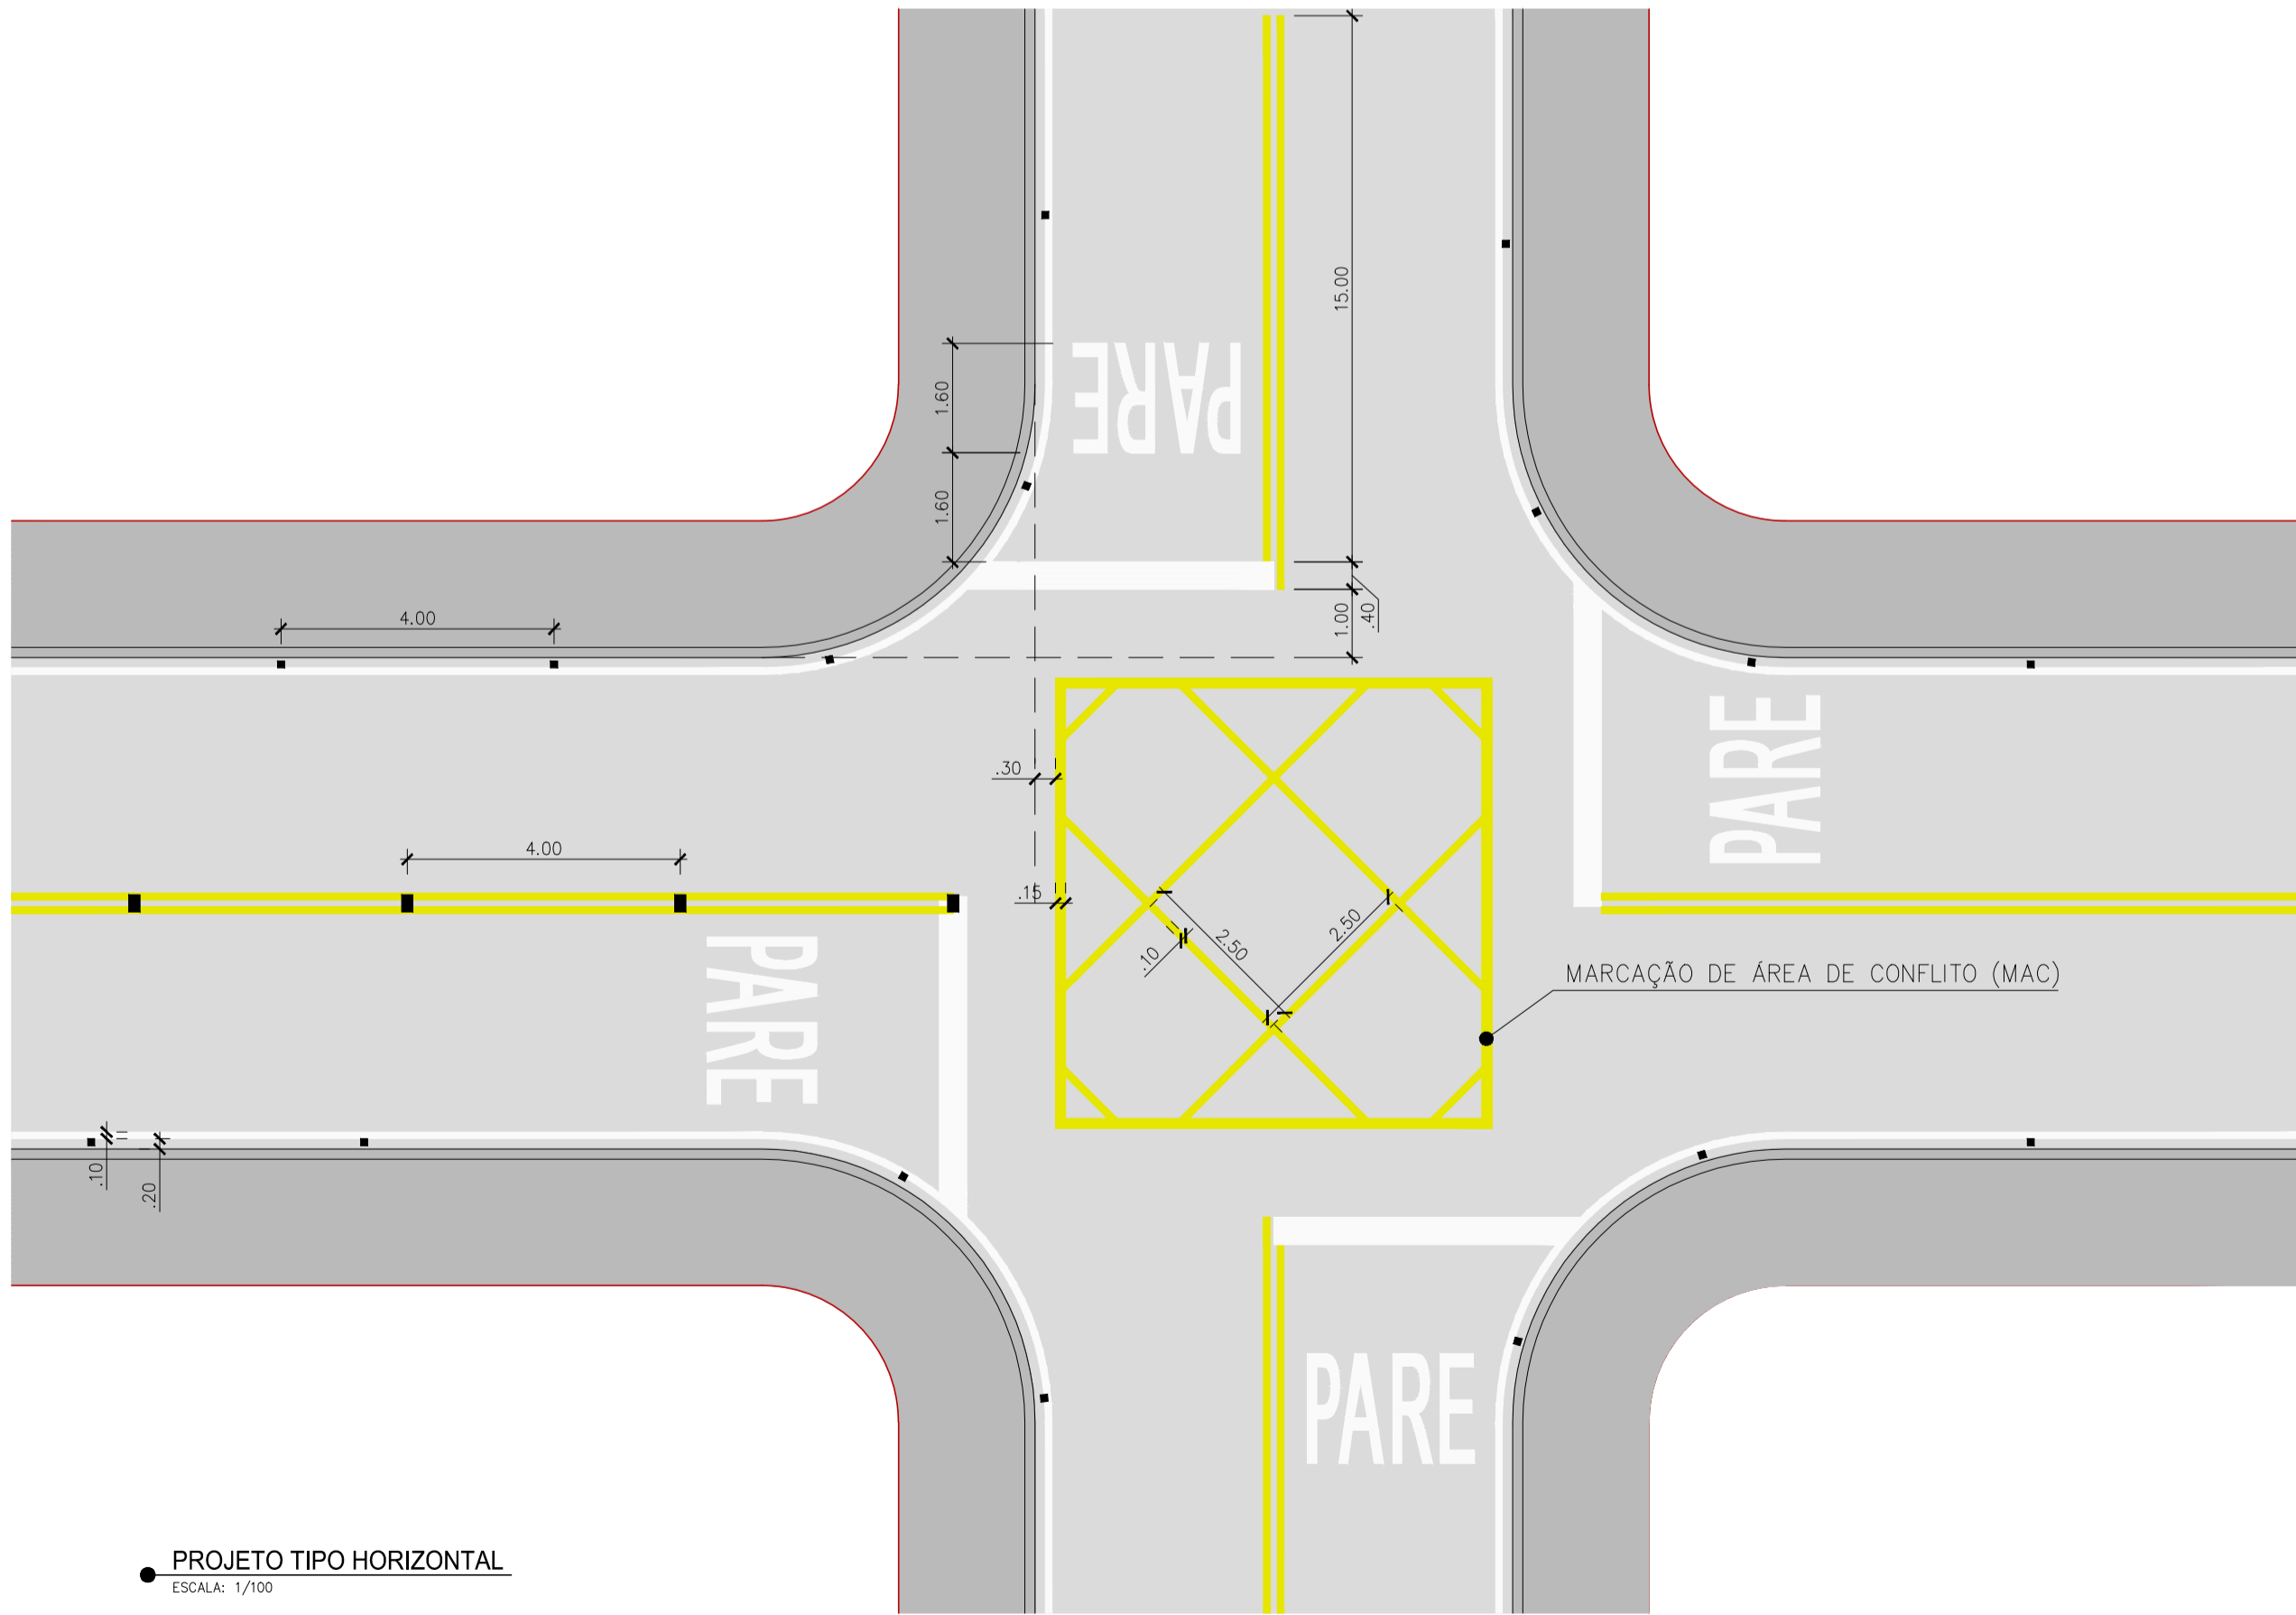 15.00
PARE
1.60
1.60
4.00
1.00
.40
PARE
.30
4.00
.15
2.50
2.50
.10
PARE
MARCAÇÃO DE ÁREA DE CONFLITO (MAC)
.10
.20
PARE
PROJETO TIPO HORIZONTAL
ESCALA: 1/100